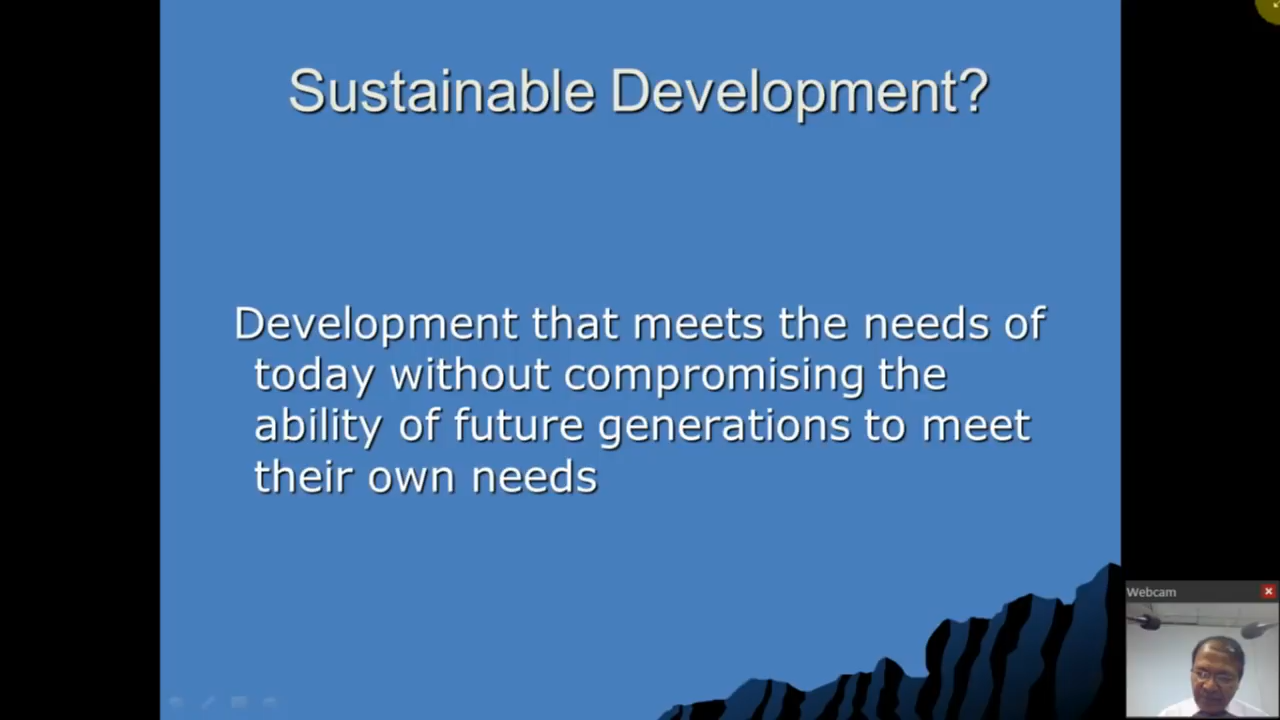 Sustainable Development?
Development that meets the needs of
today without compromising the
ability of future generations to meet
their own needs
Webcam